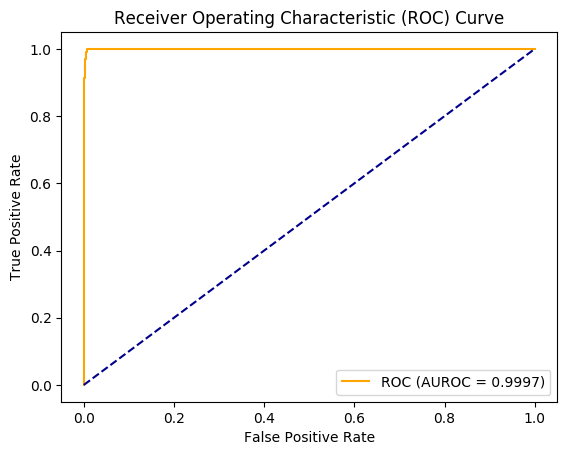 Receiver Operating Characteristic (ROC) Curve
1.0
0.8
0.6
0.4
0.2
0.0
True Positive Rate
ROC (AUROC = 0.9997)
0.0 0.2 0.4 0.6 0.8 1.0
False Positive Rate